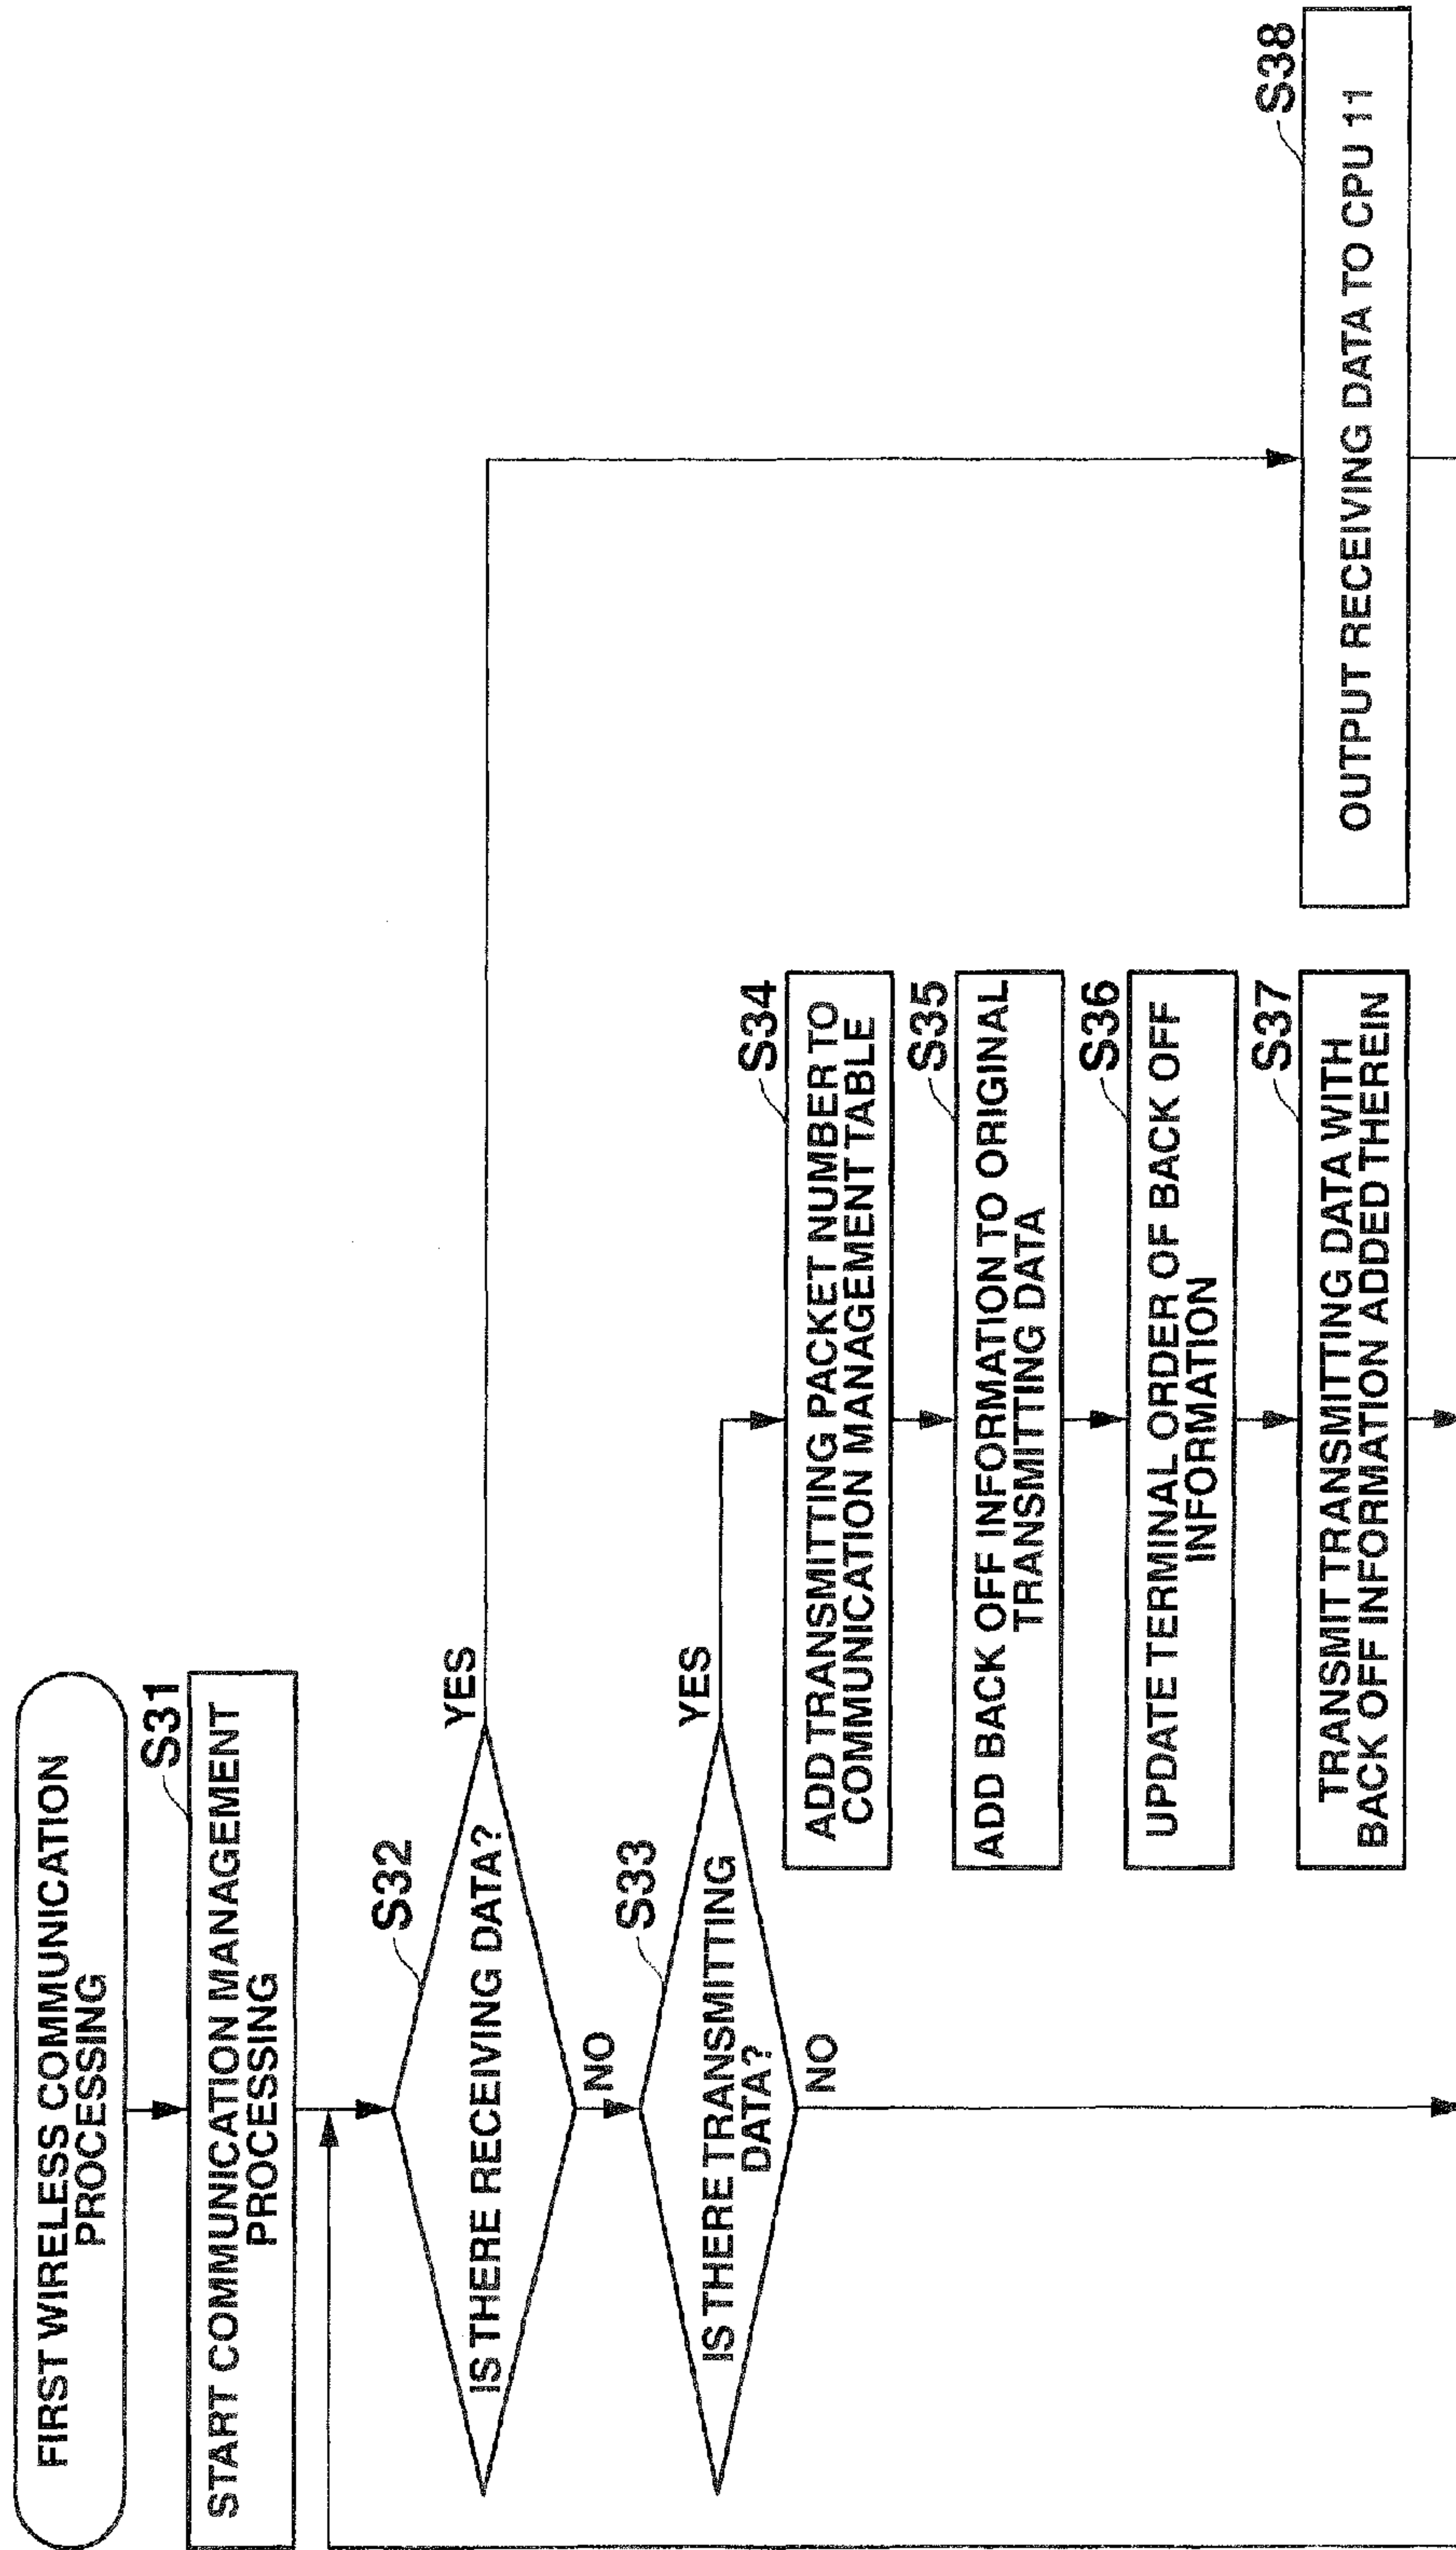 FIRST WIRELESS COMMUNICATION
PROCESSING
S31
START COMMUNICATION MANAGEMENT
PROCESSING
S32
IS THERE RECEIVING DATA?
YES
NO
S33
IS THERE TRANSMITTING
DATA?
YES
NO
S34
ADD TRANSMITTING PACKET NUMBER TO
COMMUNICATION MANAGEMENT TABLE
S35
ADD BACK OFF INFORMATION TO ORIGINAL
TRANSMITTING DATA
S36
UPDATE TERMINAL ORDER OF BACK OFF
INFORMATION
S37
TRANSMIT TRANSMITTING DATA WITH
BACK OFF INFORMATION ADDED THEREIN
S38
OUTPUT RECEIVING DATA TO CPU 11